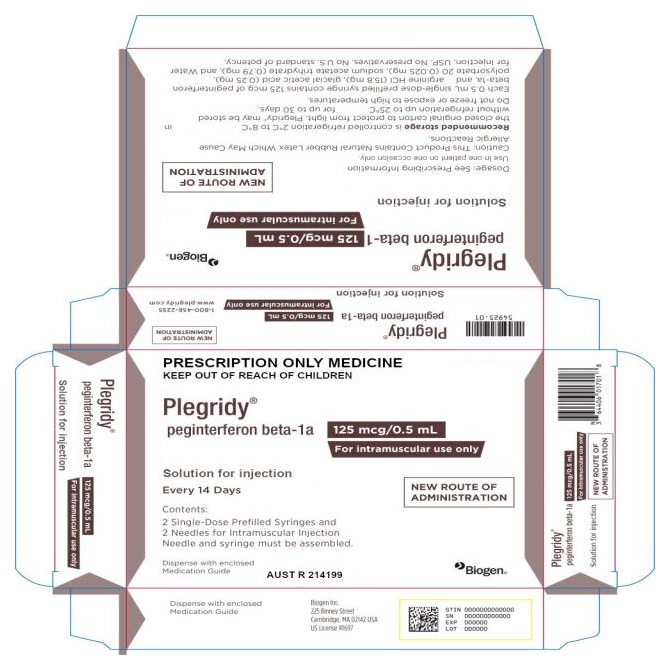 for Injection, USP. No preservatives. No U.S. standard of potency.
polysorbate 20 (0.025 mg), sodium acetate trihydrate (0.79 mg), and Water
beta-1a, and arginine HCI (15.8 mg), glacial acetic acid (0.25 mg),
Each 0.5 mL single-dose prefilled syringe contains 125 mcg of peginterferon
Do not freeze or expose to high temperatures.
without refrigeration up to 25°C for up to 30 days.
the closed original carton to protect from light. Plegridy, may be stored
Recommended storage is controlled refrigeration 2°C to 8°C in
Allergic Reactions.
Caution: This Product Contains Natural Rubber Latex Which May Cause
Use in one patient on one occasion only.
Dosage: See Prescribing Information
NEW ROUTE OF
ADMINISTRATION
Solution for injection
For intramuscular use only
125 mcg/0.5 mL
peginterferon beta-1
Plegridy®
Biogen®
Solution for injection
For intramuscular use only
125 mcg/0.5 mL
peginterferon beta-1a
Plegridy®
www.plegridy.com
1-800-456-2255
NEW ROUTE OF
ADMINISTRATION
54925-01
PRESCRIPTION ONLY MEDICINE
KEEP OUT OF REACH OF CHILDREN
Plegridy®
peginterferon beta-1a
125 mcg/0.5 mL
For intramuscular use only
Solution for injection
Every 14 Days
NEW ROUTE OF
ADMINISTRATION
Contents:
2 Single-Dose Prefilled Syringes and
2 Needles for Intramuscular Injection
Needle and syringe must be assembled.
Dispense with enclosed
Medication Guide
AUST R 214199
Biogen®
Plegridy®
peginterferon beta-1a
125 mcg/0.5 mL
For intramuscular use only
Solution for injection
N
3 64406 01701 8
Plegridy®
peginterferon beta-1a
125 mcg/0.5 mL
For intramuscular use only
Solution for injection
NEW ROUTE OF
ADMINISTRATION
Dispense with enclosed
Medication Guide
Biogen Inc.
225 Binney Street
Cambridge, MA 02142 USA
US License #1697
GTIN 00000000000000
SN 000000000000
EXP 000000
LOT 000000